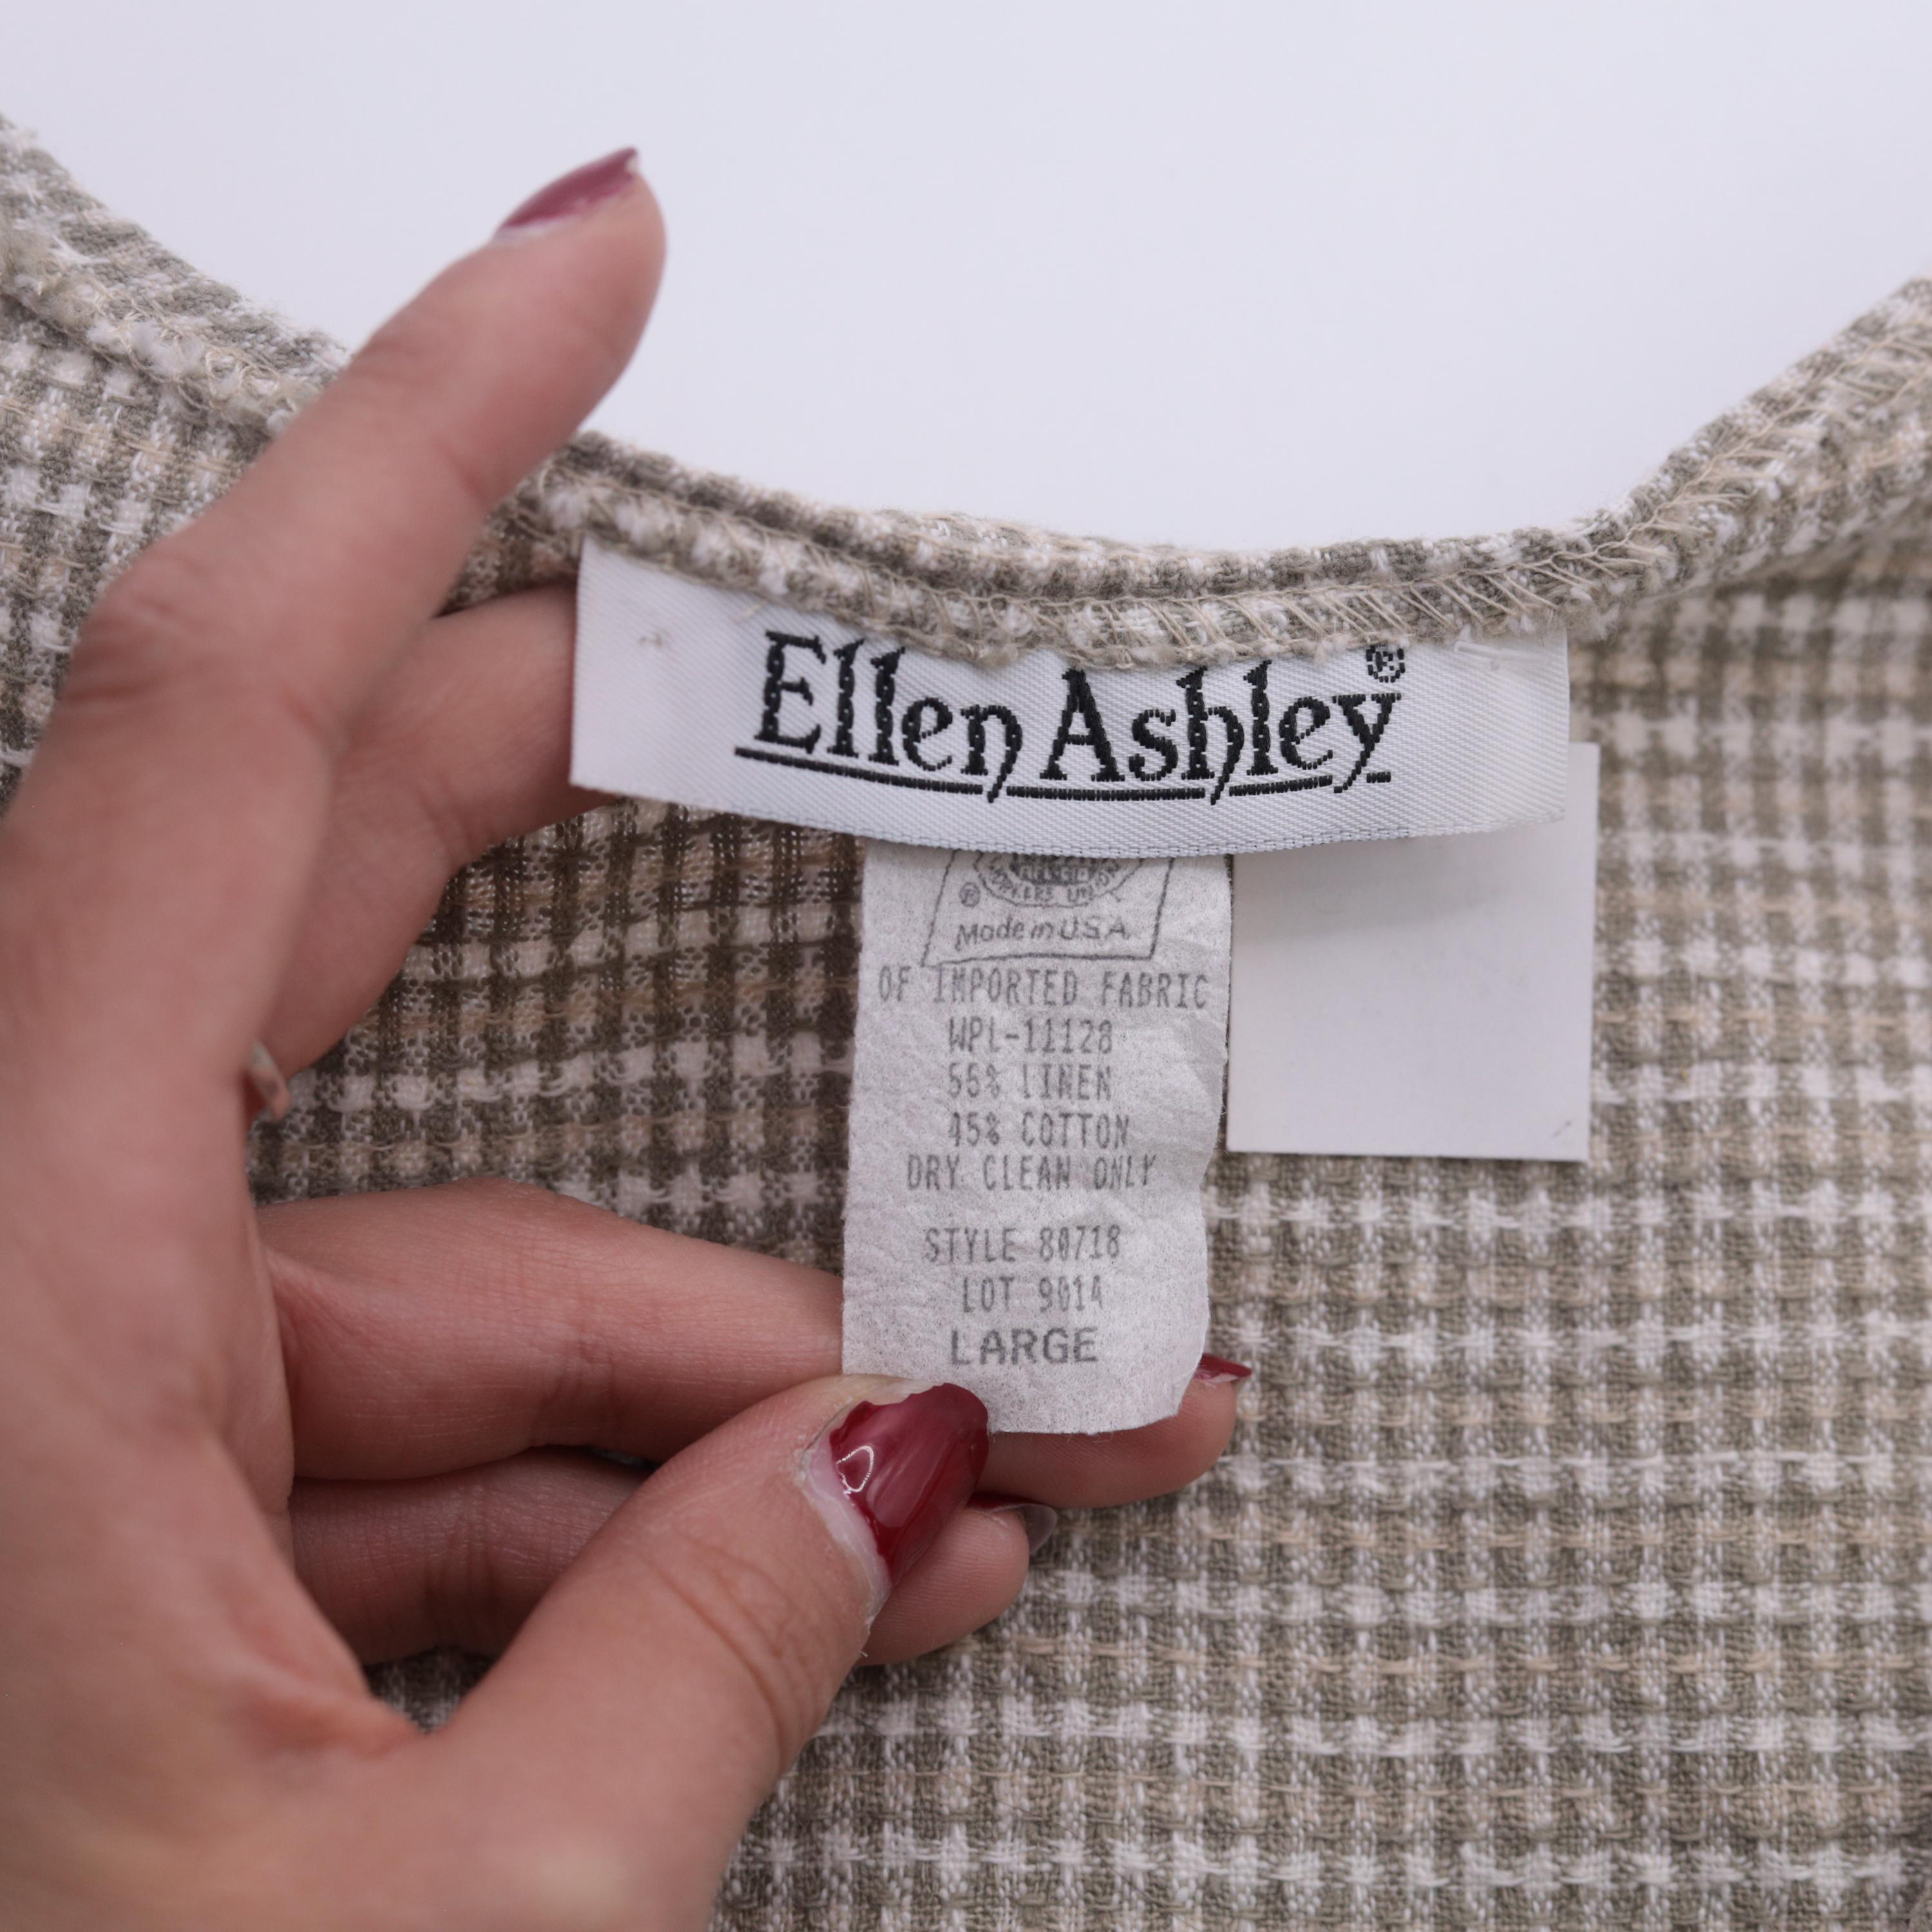 Ellen Ashley®
®
Made in U.S.A.
OF IMPORTED FABRIC
WPL-11128
55% LINEN
45% COTTON
DRY CLEAN ONLY
STYLE 80718
LOT 9014
LARGE